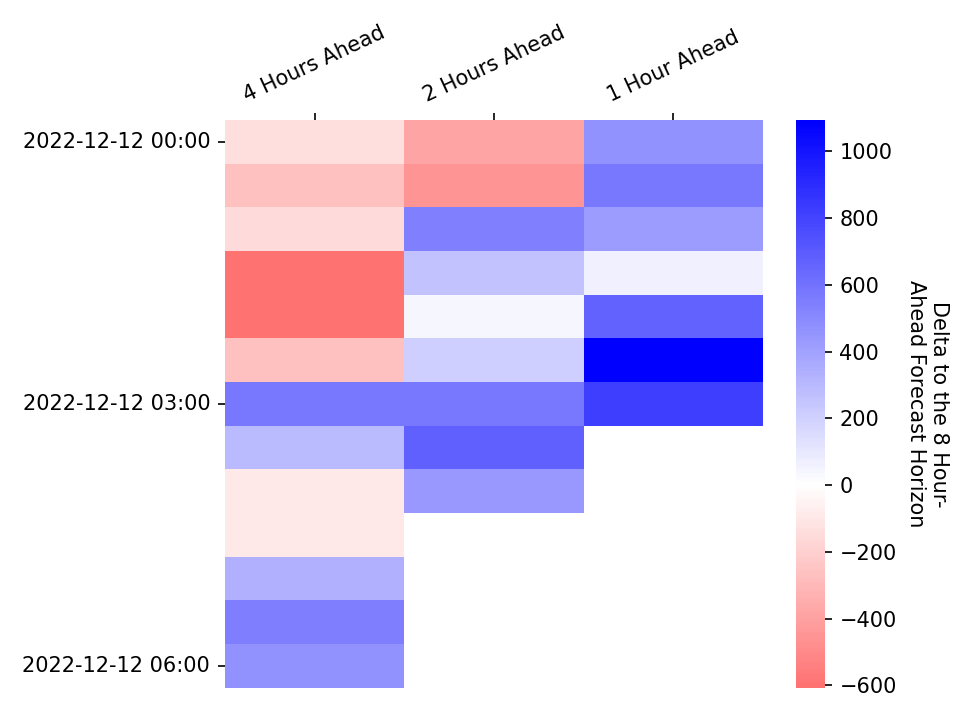 4 Hours Ahead
2 Hours Ahead
1 Hour Ahead
2022-12-12 00:00
2022-12-12 03:00
2022-12-12 06:00
1000
800
600
400
200
0
−200
−400
−600
Delta to the 8 Hour-
Ahead Forecast Horizon